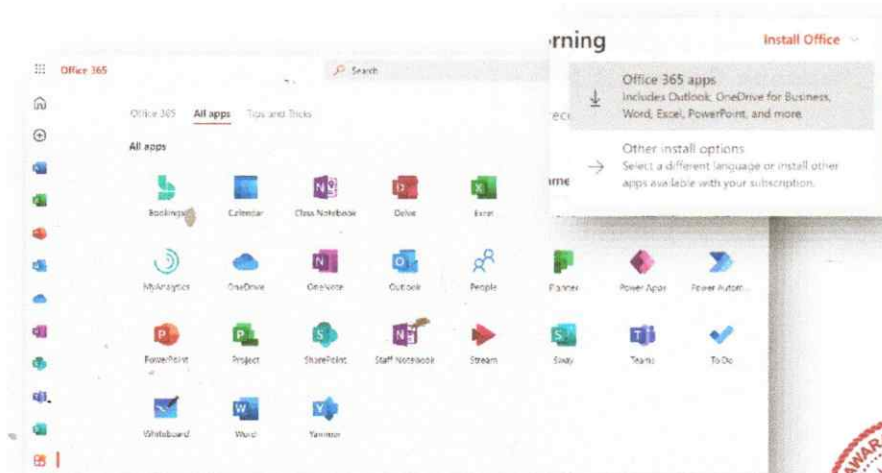 rning
Install Office
Office 365 apps
Includes Outlook, OneDrive for Business,
Word, Excel, PowerPoint, and more.
Other install options
Select a different language or install other
apps available with your subscription.
Office 365
Search
Office 365 All apps Tips and Tricks
All apps
Bookings Calendar Class Notebook Delve Excel
MyAnalytics OneDrive OneNote Outlook People Planner Power Apps Power Autom...
PowerPoint Project SharePoint Staff Notebook Stream Sway Teams To Do
Whiteboard Word Yammer
WAR